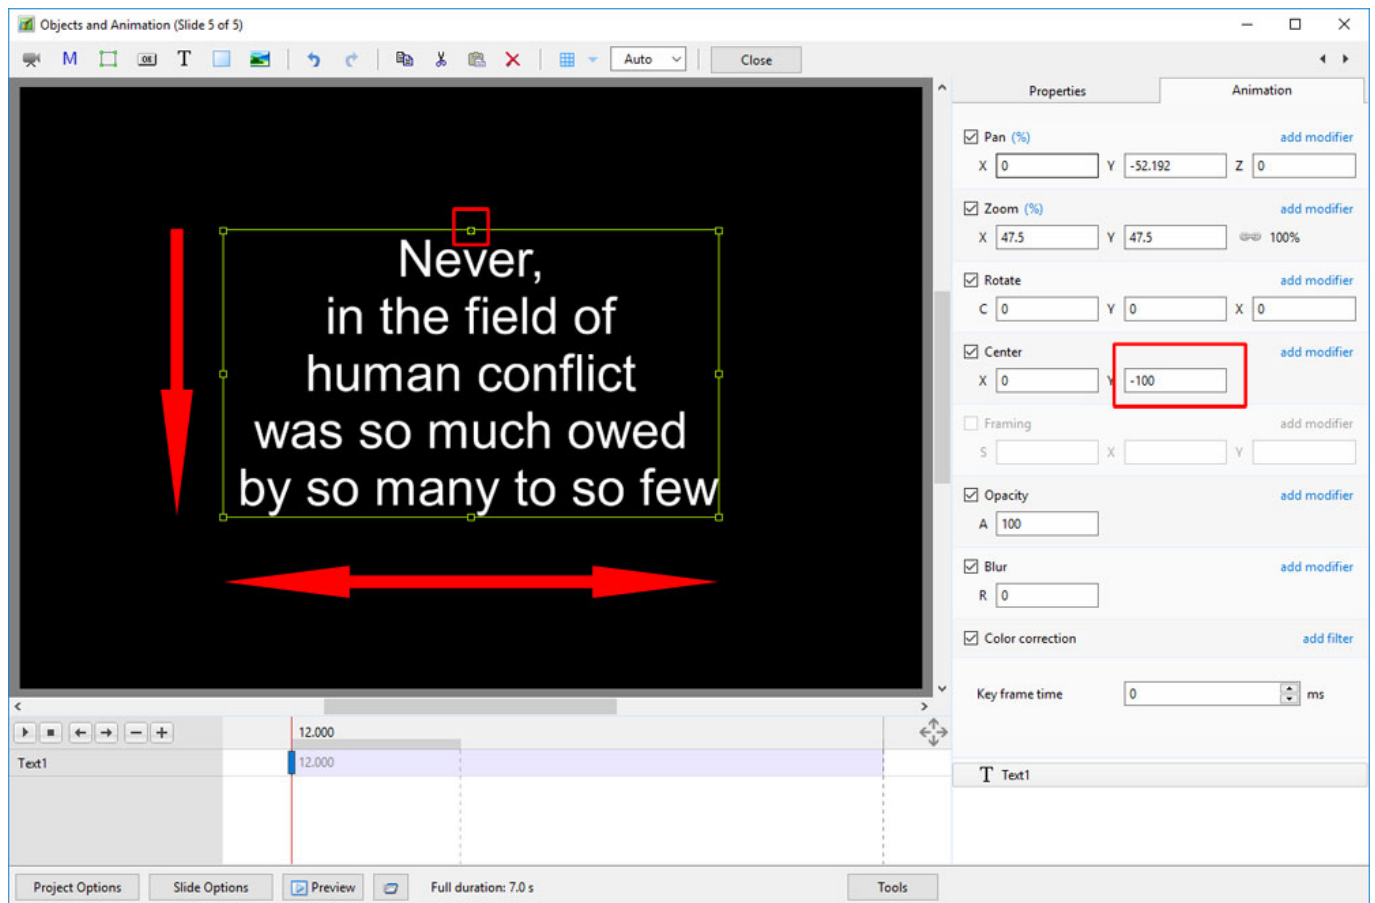 Objects and Animation (Slide 5 of 5)
M OK T Auto Close
Properties Animation
Pan (%) add modifier
X 0 Y -52.192 Z 0
Zoom (%) add modifier
X 47.5 Y 47.5 100%
Rotate add modifier
C 0 Y 0 X 0
Center add modifier
X 0 Y -100
Framing add modifier
S X Y
Opacity add modifier
A 100
Blur add modifier
R 0
Color correction add filter
Key frame time 0 ms
T Text1
Never,
in the field of
human conflict
was so much owed
by so many to so few
12.000
Text1 12.000
Project Options Slide Options Preview Full duration: 7.0 s Tools